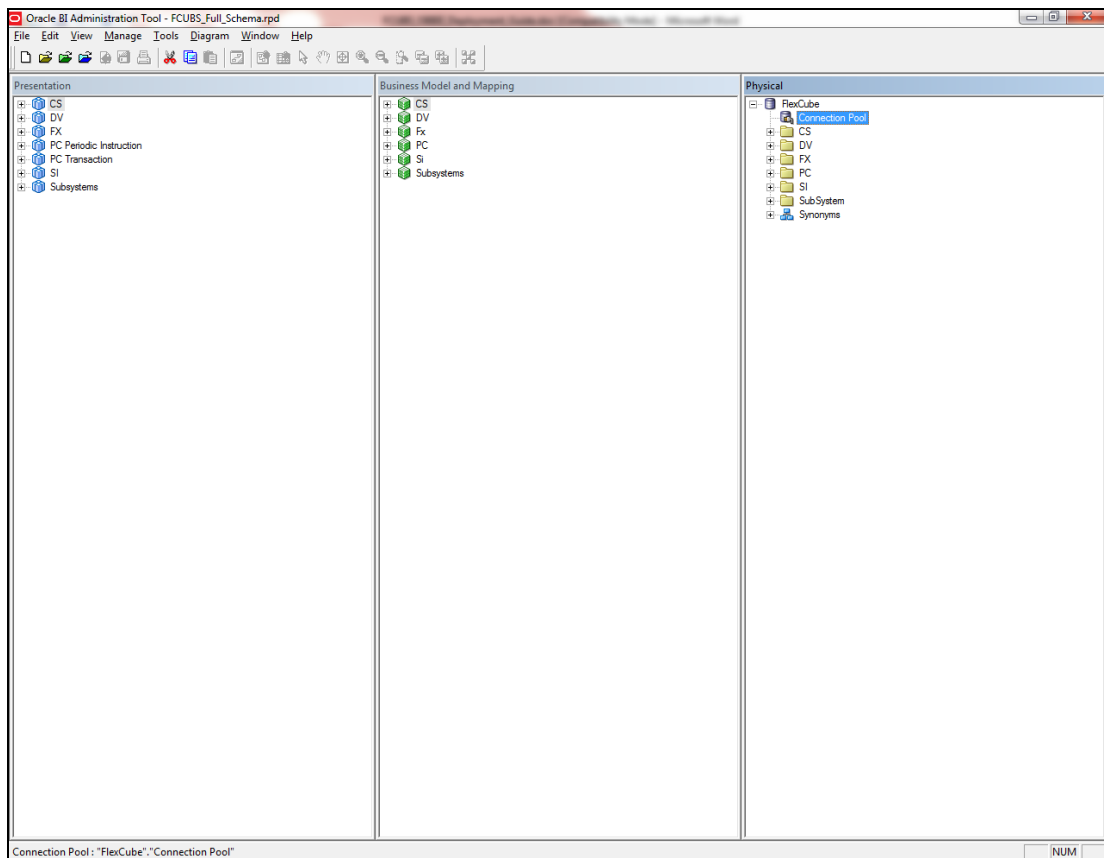 Oracle BI Administration Tool - FCUBS_Full_Schema.rpd
File Edit View Manage Tools Diagram Window Help
Presentation
CS
DV
FX
PC Periodic Instruction
PC Transaction
SI
Subsystems
Business Model and Mapping
CS
DV
Fx
PC
Si
Subsystems
Physical
FlexCube
Connection Pool
CS
DV
FX
PC
SI
SubSystem
Synonyms
Connection Pool : "FlexCube"."Connection Pool"
NUM